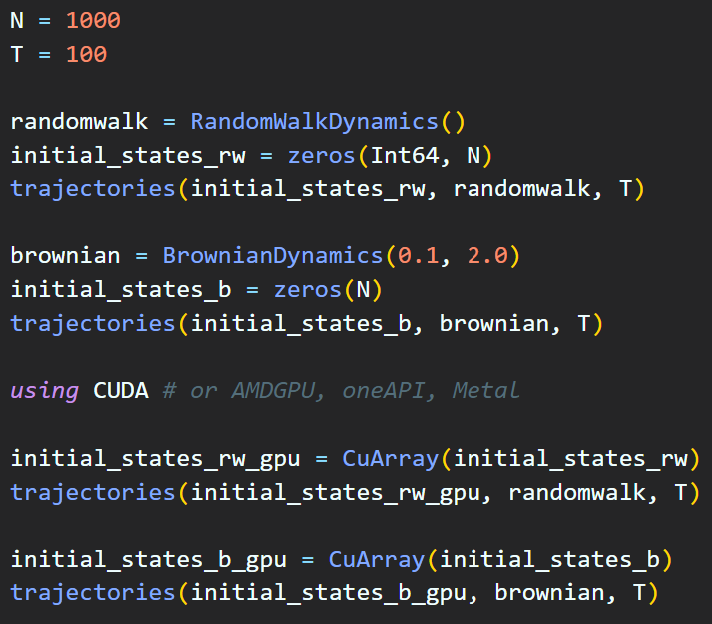 N = 1000
T = 100
randomwalk = RandomWalkDynamics()
initial_states_rw = zeros(Int64, N)
trajectories(initial_states_rw, randomwalk, T)
brownian = BrownianDynamics(0.1, 2.0)
initial_states_b = zeros(N)
trajectories(initial_states_b, brownian, T)
using CUDA # or AMDGPU, oneAPI, Metal
initial_states_rw_gpu = CuArray(initial_states_rw)
trajectories(initial_states_rw_gpu, randomwalk, T)
initial_states_b_gpu = CuArray(initial_states_b)
trajectories(initial_states_b_gpu, brownian, T)